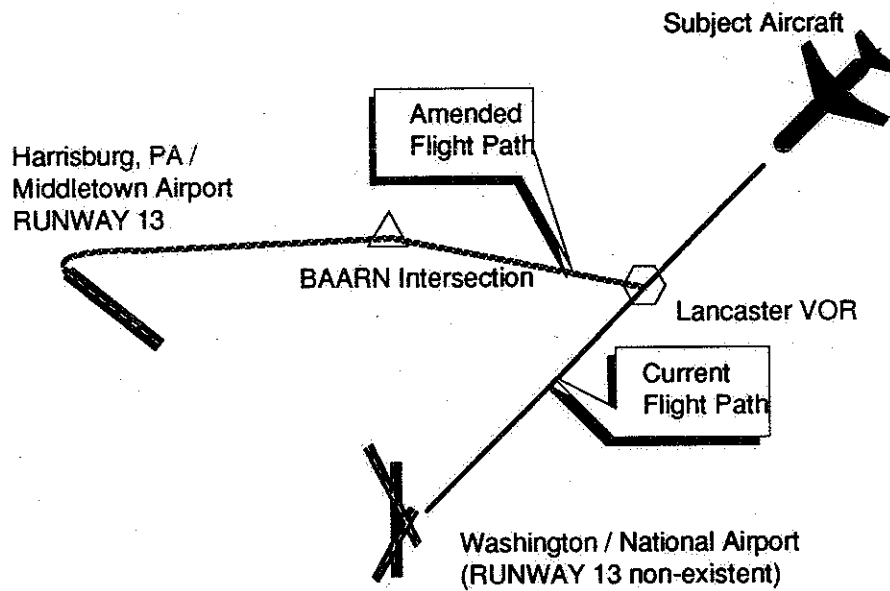 Subject Aircraft
Amended
Flight Path
Harrisburg, PA /
Middletown Airport
RUNWAY 13
BAARN Intersection
Lancaster VOR
Current
Flight Path
Washington / National Airport
(RUNWAY 13 non-existent)